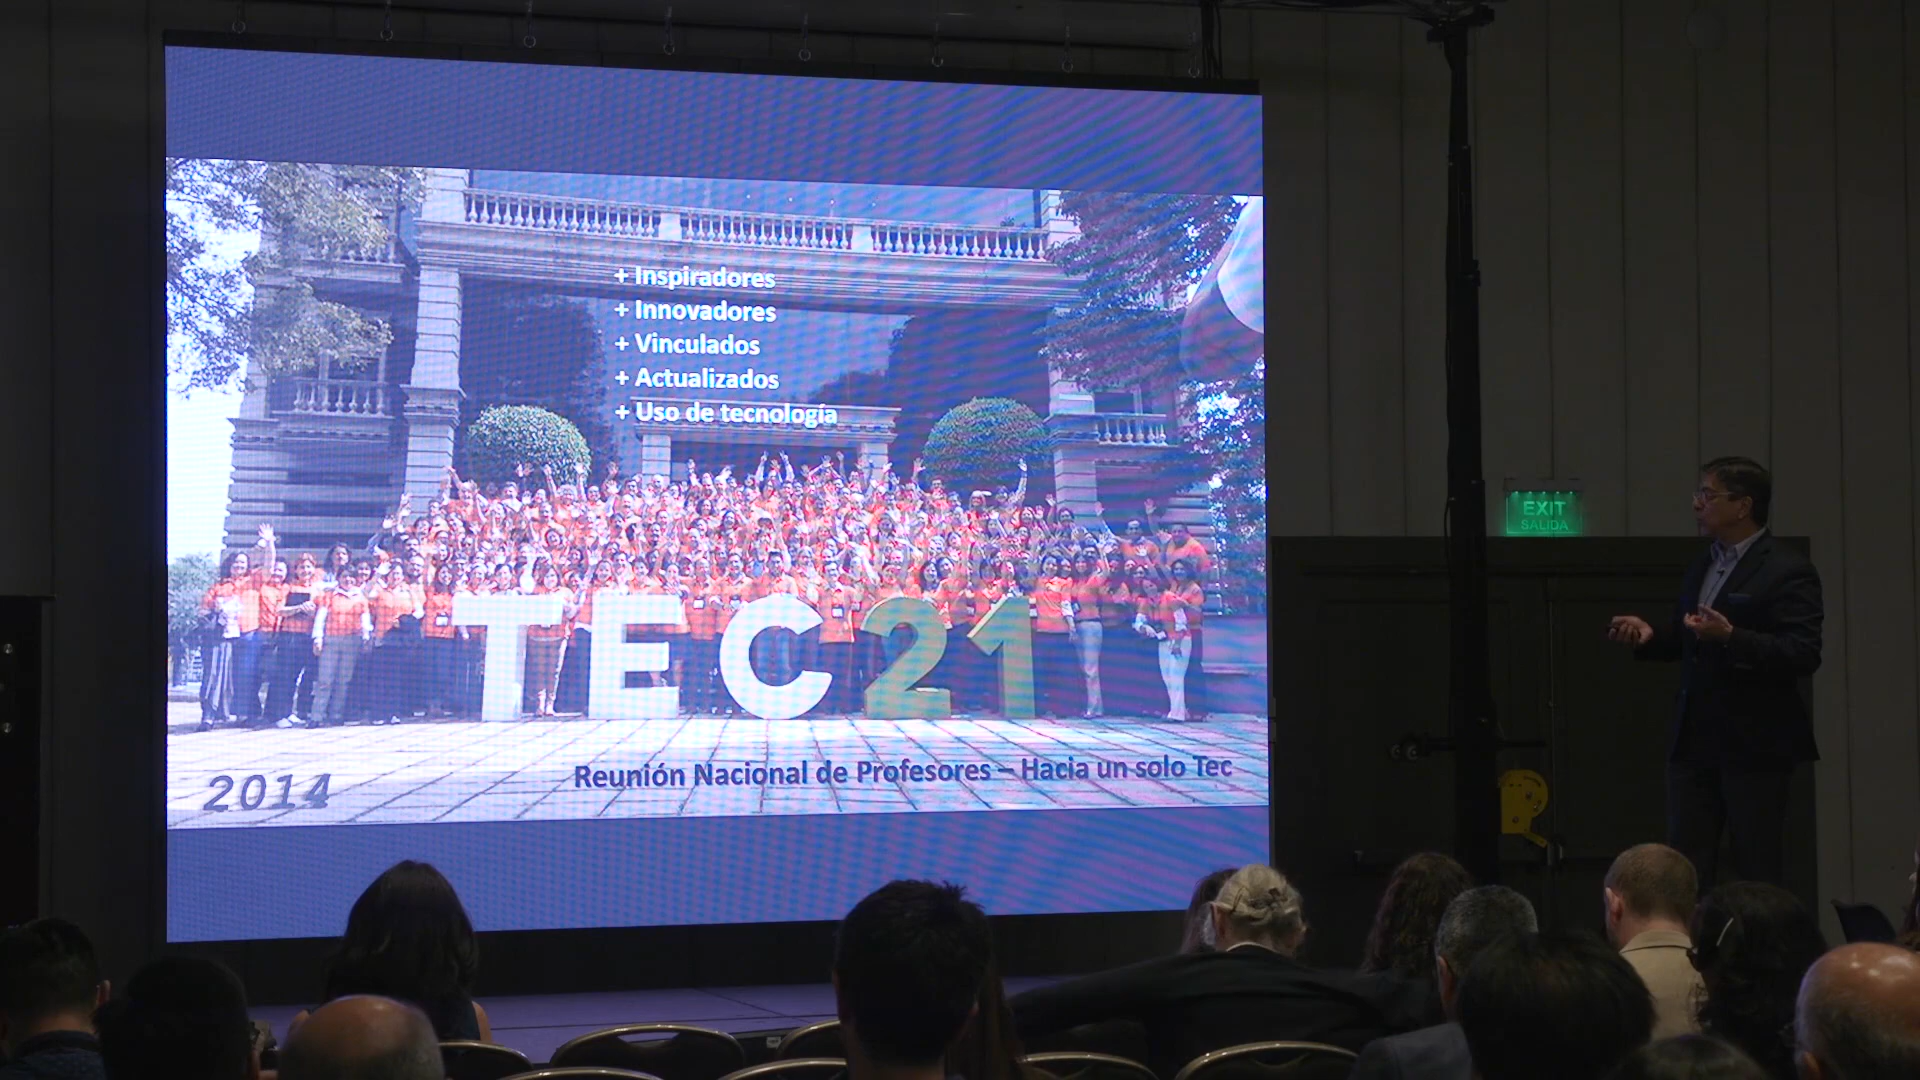 + Inspiradores
+ Innovadores
+ Vinculados
+ Actualizados
+ Uso de tecnología
TEC21
2014
Reunión Nacional de Profesores – Hacia un solo Tec
EXIT
SALIDA